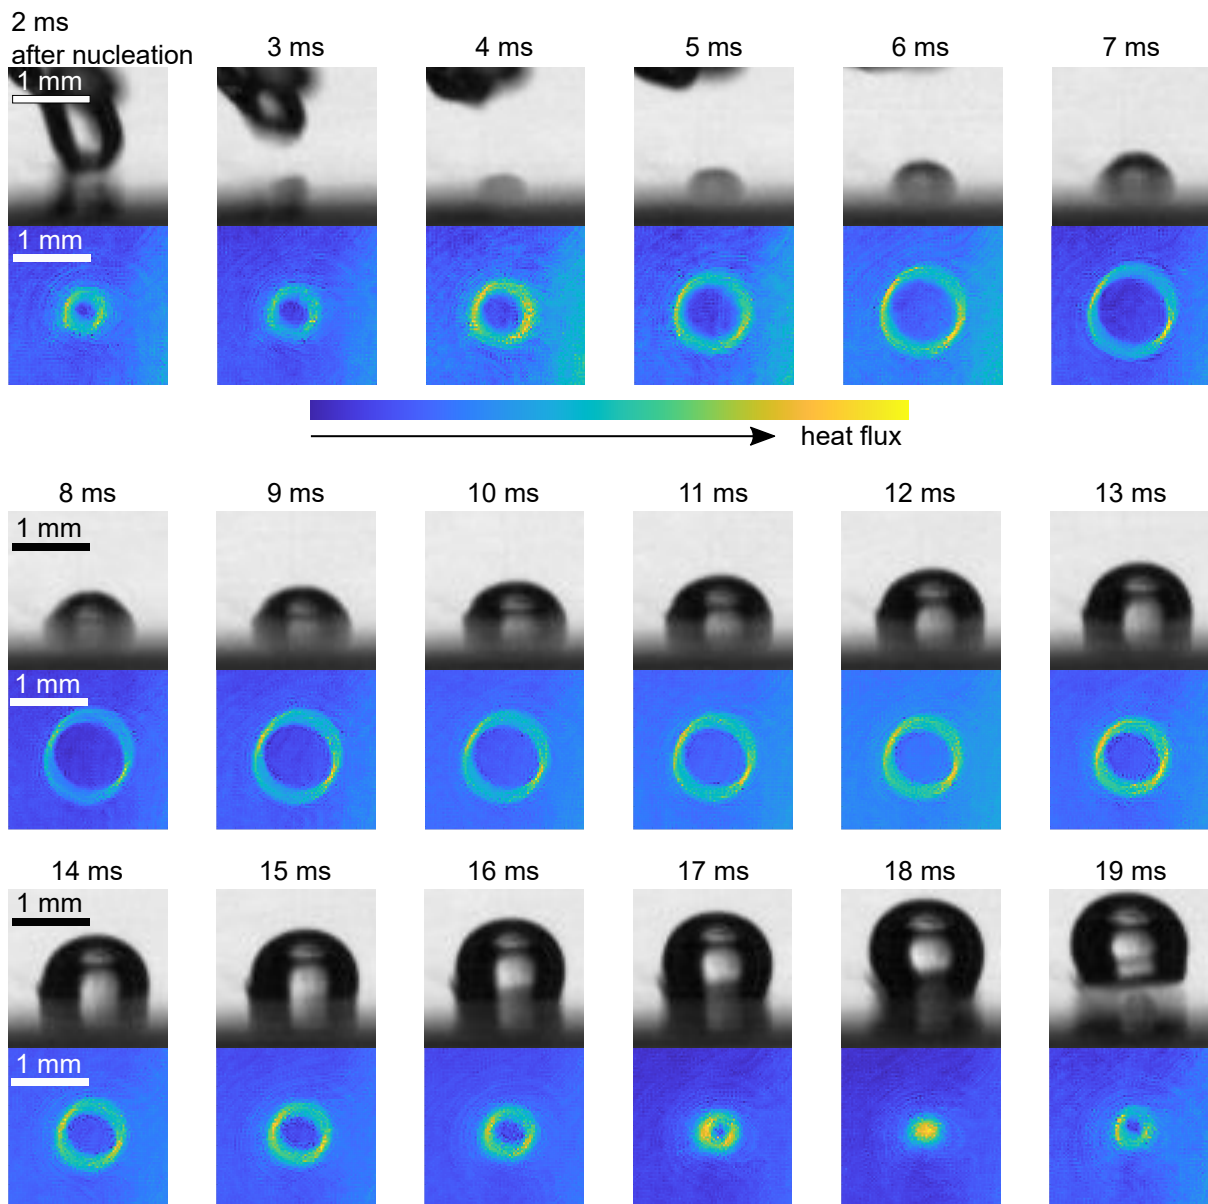 2 ms
after nucleation
3 ms
4 ms
5 ms
6 ms
7 ms
1 mm
1 mm
heat flux
8 ms
9 ms
10 ms
11 ms
12 ms
13 ms
1 mm
1 mm
14 ms
15 ms
16 ms
17 ms
18 ms
19 ms
1 mm
1 mm